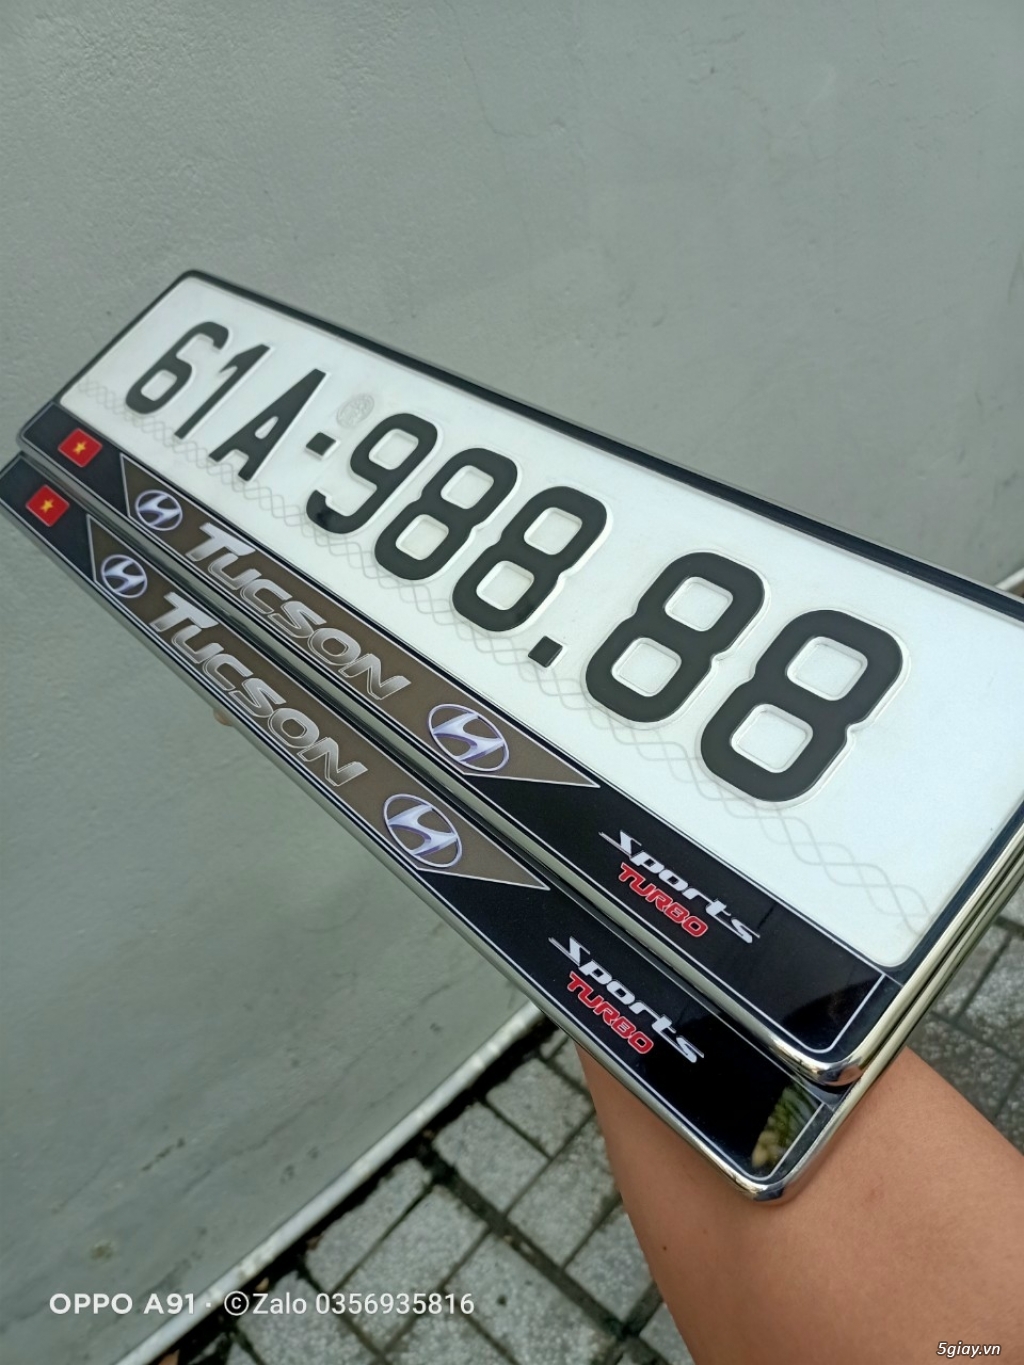 61A-988.88
TUCSON
Sports
TURBO
TUCSON
Sports
TURBO
OPPO A91 · ©Zalo 0356935816
5giay.vn